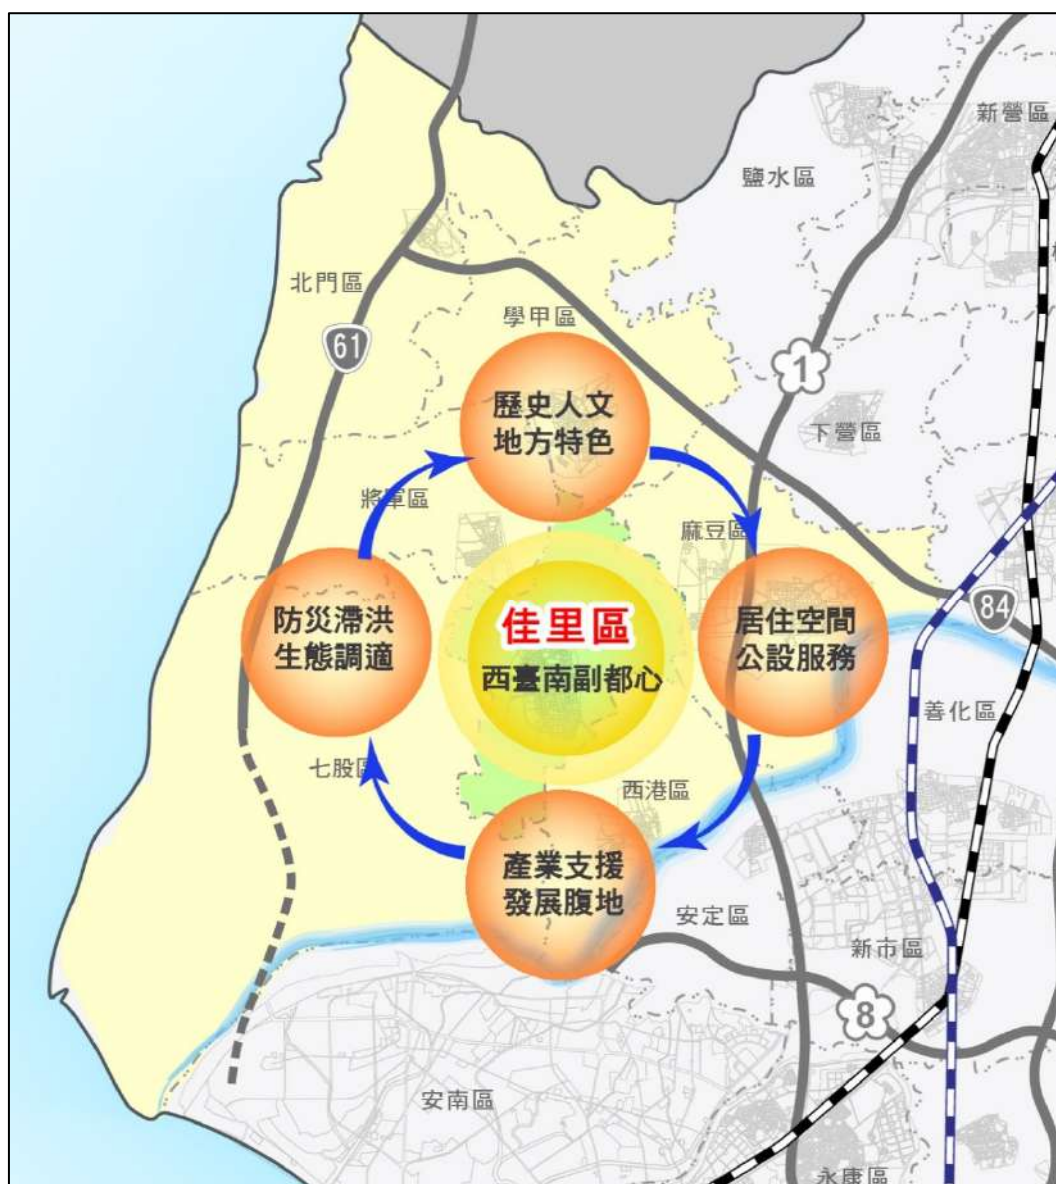 新營區
鹽水區
北門區
學甲區
61
1
歷史人文
地方特色
下營區
將軍區
麻豆區
防災滯洪
生態調適
佳里區
西臺南副都心
居住空間
公設服務
84
善化區
七股區
西港區
產業支援
發展腹地
安定區
新市區
8
安南區
永康區